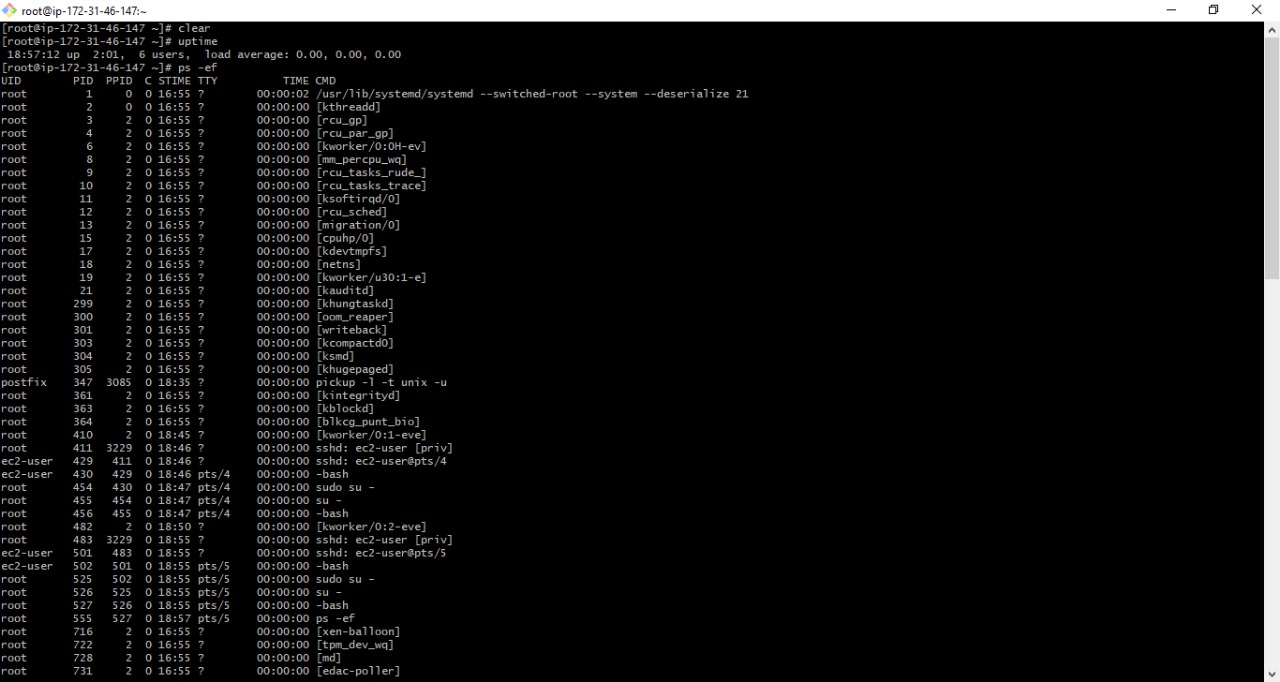 root@ip-172-31-46-147:~
[root@ip-172-31-46-147 ~]# clear
[root@ip-172-31-46-147 ~]# uptime
 18:57:12 up  2:01,  6 users,  load average: 0.00, 0.00, 0.00
[root@ip-172-31-46-147 ~]# ps -ef
UID        PID  PPID  C STIME TTY          TIME CMD
root         1     0  0 16:55 ?        00:00:02 /usr/lib/systemd/systemd --switched-root --system --deserialize 21
root         2     0  0 16:55 ?        00:00:00 [kthreadd]
root         3     2  0 16:55 ?        00:00:00 [rcu_gp]
root         4     2  0 16:55 ?        00:00:00 [rcu_par_gp]
root         6     2  0 16:55 ?        00:00:00 [kworker/0:0H-ev]
root         8     2  0 16:55 ?        00:00:00 [mm_percpu_wq]
root         9     2  0 16:55 ?        00:00:00 [rcu_tasks_rude_]
root        10     2  0 16:55 ?        00:00:00 [rcu_tasks_trace]
root        11     2  0 16:55 ?        00:00:00 [ksoftirqd/0]
root        12     2  0 16:55 ?        00:00:00 [rcu_sched]
root        13     2  0 16:55 ?        00:00:00 [migration/0]
root        15     2  0 16:55 ?        00:00:00 [cpuhp/0]
root        17     2  0 16:55 ?        00:00:00 [kdevtmpfs]
root        18     2  0 16:55 ?        00:00:00 [netns]
root        19     2  0 16:55 ?        00:00:00 [kworker/u30:1-e]
root        21     2  0 16:55 ?        00:00:00 [kauditd]
root       299     2  0 16:55 ?        00:00:00 [khungtaskd]
root       300     2  0 16:55 ?        00:00:00 [oom_reaper]
root       301     2  0 16:55 ?        00:00:00 [writeback]
root       303     2  0 16:55 ?        00:00:00 [kcompactd0]
root       304     2  0 16:55 ?        00:00:00 [ksmd]
root       305     2  0 16:55 ?        00:00:00 [khugepaged]
postfix    347  3085  0 18:35 ?        00:00:00 pickup -l -t unix -u
root       361     2  0 16:55 ?        00:00:00 [kintegrityd]
root       363     2  0 16:55 ?        00:00:00 [kblockd]
root       364     2  0 16:55 ?        00:00:00 [blkcg_punt_bio]
root       410     2  0 18:45 ?        00:00:00 [kworker/0:1-eve]
root       411  3229  0 18:46 ?        00:00:00 sshd: ec2-user [priv]
ec2-user   429   411  0 18:46 ?        00:00:00 sshd: ec2-user@pts/4
ec2-user   430   429  0 18:46 pts/4    00:00:00 -bash
root       454   430  0 18:47 pts/4    00:00:00 sudo su -
root       455   454  0 18:47 pts/4    00:00:00 su -
root       456   455  0 18:47 pts/4    00:00:00 -bash
root       482     2  0 18:50 ?        00:00:00 [kworker/0:2-eve]
root       483  3229  0 18:55 ?        00:00:00 sshd: ec2-user [priv]
ec2-user   501   483  0 18:55 ?        00:00:00 sshd: ec2-user@pts/5
ec2-user   502   501  0 18:55 pts/5    00:00:00 -bash
root       525   502  0 18:55 pts/5    00:00:00 sudo su -
root       526   525  0 18:55 pts/5    00:00:00 su -
root       527   526  0 18:55 pts/5    00:00:00 -bash
root       555   527  0 18:57 pts/5    00:00:00 ps -ef
root       716     2  0 16:55 ?        00:00:00 [xen-balloon]
root       722     2  0 16:55 ?        00:00:00 [tpm_dev_wq]
root       728     2  0 16:55 ?        00:00:00 [md]
root       731     2  0 16:55 ?        00:00:00 [edac-poller]